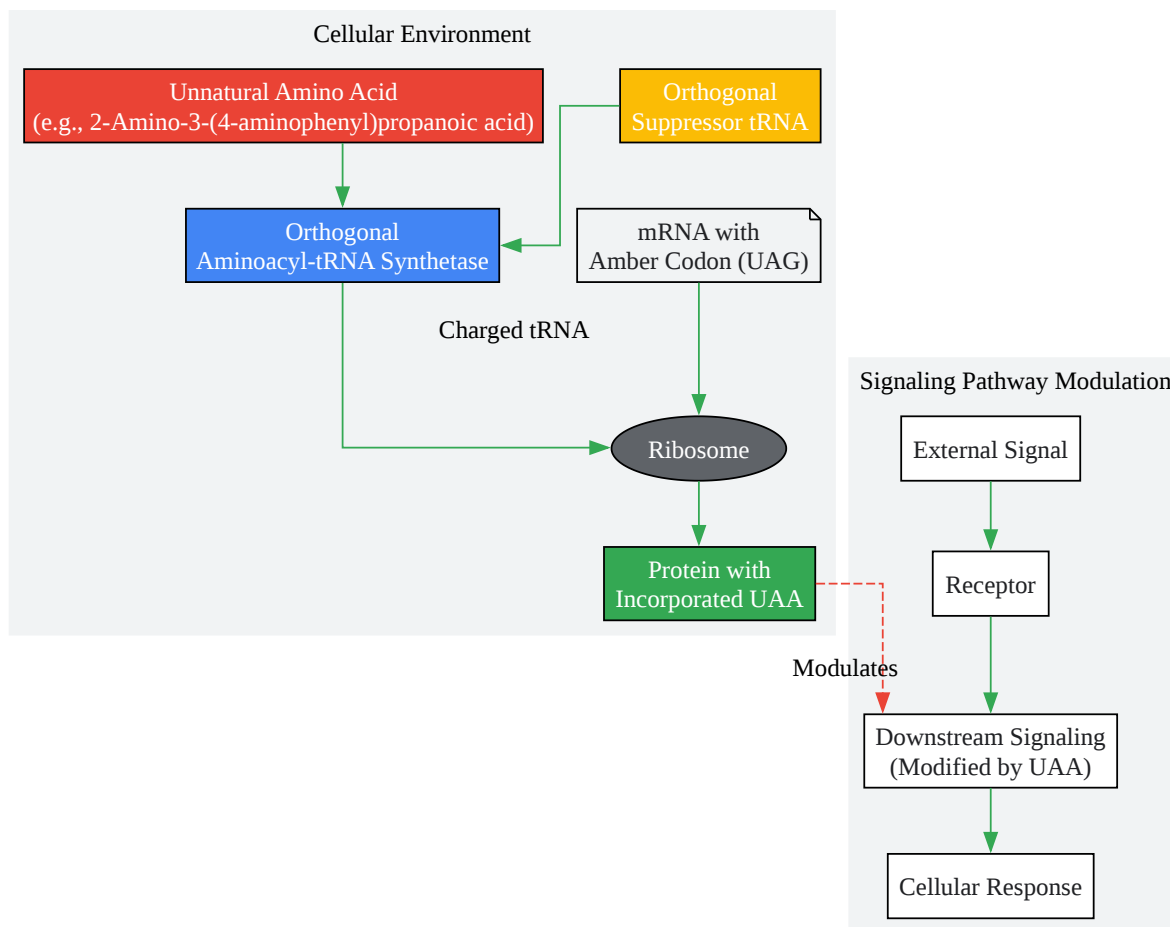 Cellular Environment
Unnatural Amino Acid
(e.g., 2-Amino-3-(4-aminophenyl)propanoic acid)
Orthogonal
Suppressor tRNA
Orthogonal
Aminoacyl-tRNA Synthetase
mRNA with
Amber Codon (UAG)
Charged tRNA
Ribosome
Protein with
Incorporated UAA
Modulates
Signaling Pathway Modulation
External Signal
Receptor
Downstream Signaling
(Modified by UAA)
Cellular Response